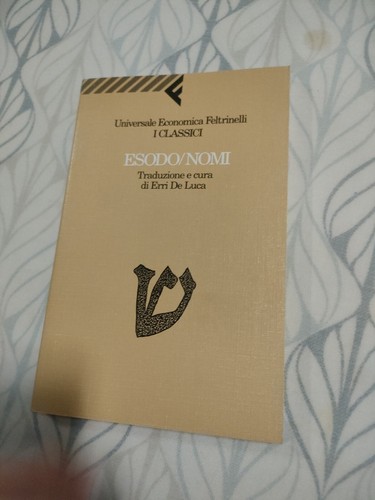 Universale Economica Feltrinelli
I CLASSICI
ESODO/NOMI
Traduzione e cura
di Erri De Luca
ש